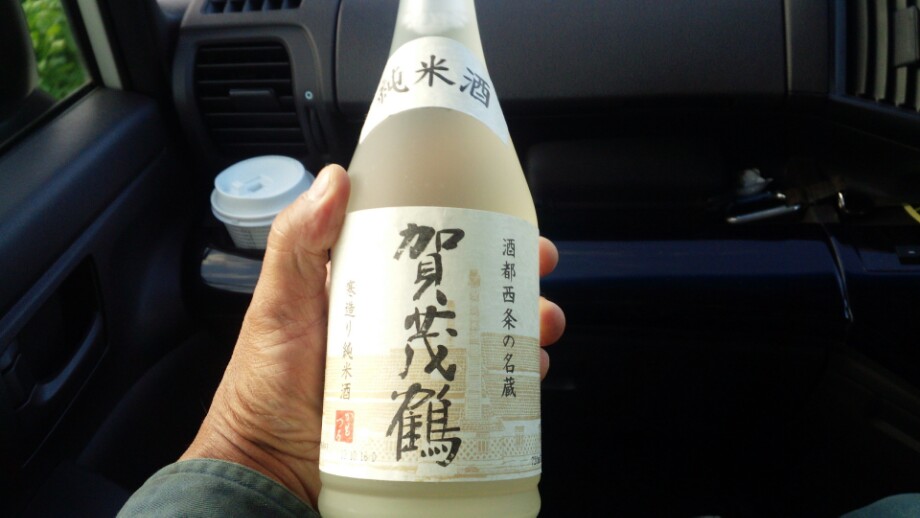 純米酒
酒都西条の名蔵
賀茂鶴
寒造り純米酒